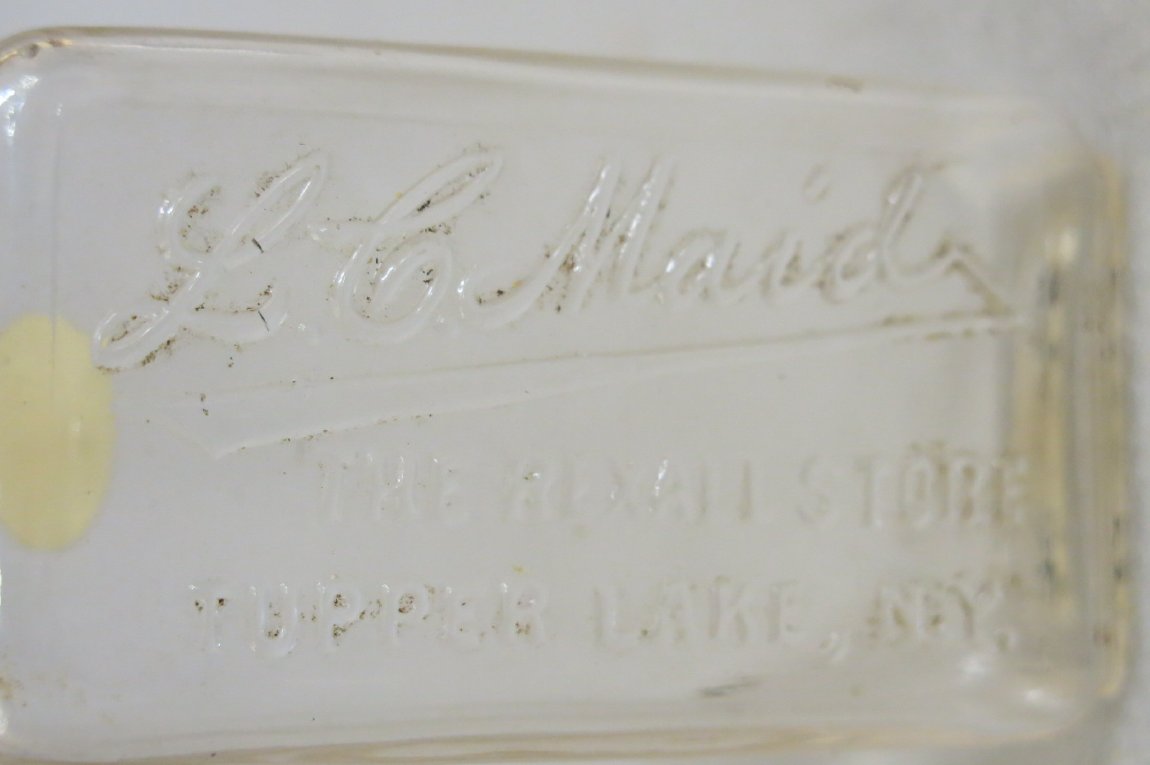 L. C. Maid
THE REXALL STORE
TUPPER LAKE, N.Y.